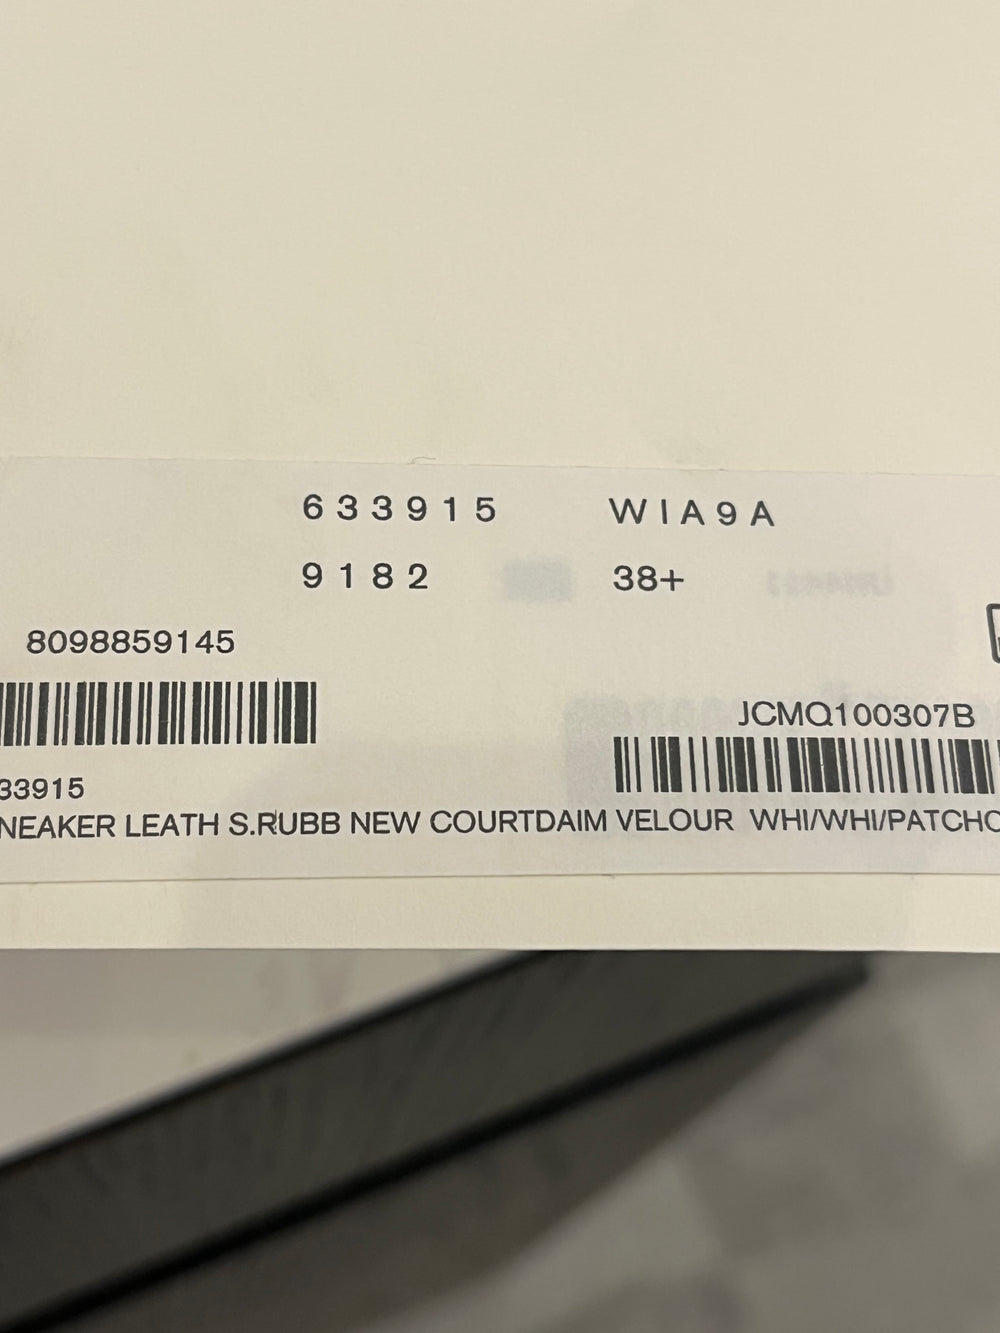 633915 WIA9A
9182 38+
8098859145
JCMQ100307B
33915
NEAKER LEATH S.RUBB NEW COURTDAIM VELOUR WHI/WHI/PATCHO